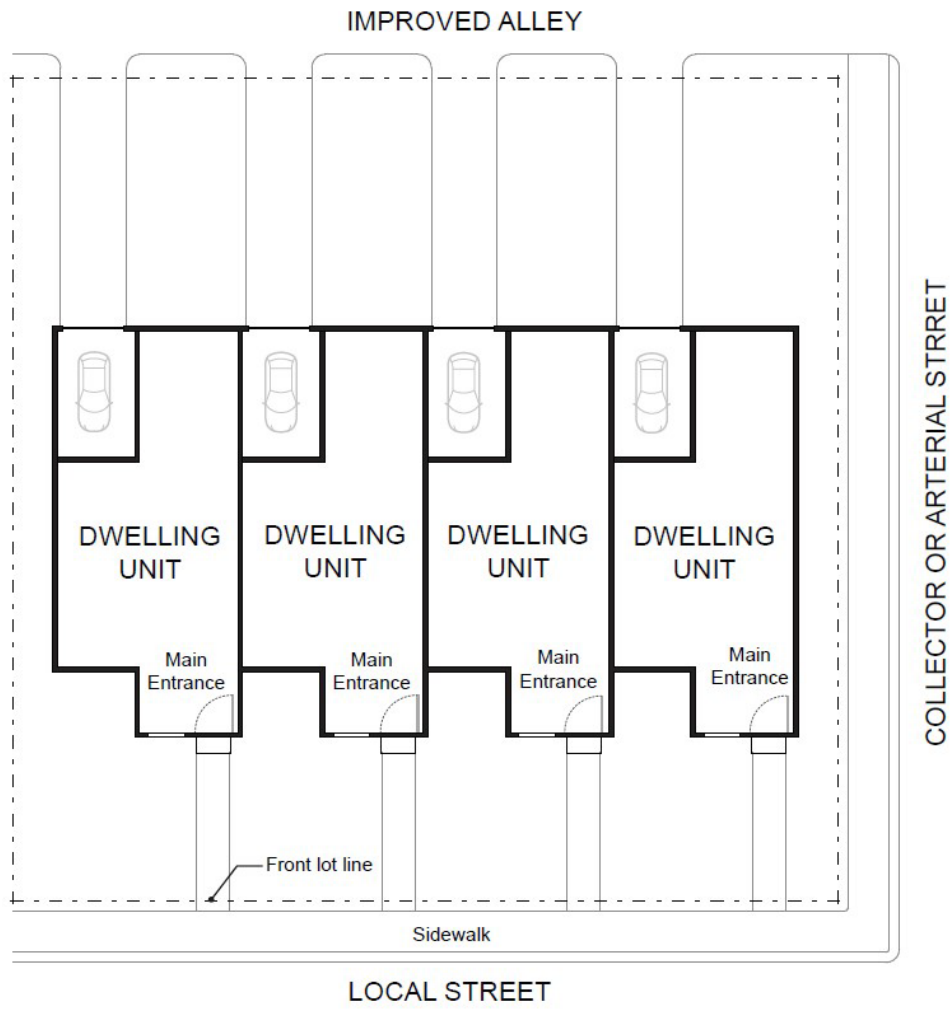 IMPROVED ALLEY
COLLECTOR OR ARTERIAL STRRET
DWELLING
UNIT
DWELLING
UNIT
DWELLING
UNIT
DWELLING
UNIT
Main
Entrance
Main
Entrance
Main
Entrance
Main
Entrance
Front lot line
Sidewalk
LOCAL STREET